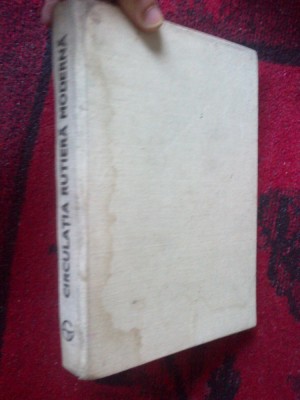 CIRCULAȚIA RUTIERĂ MODERNĂ